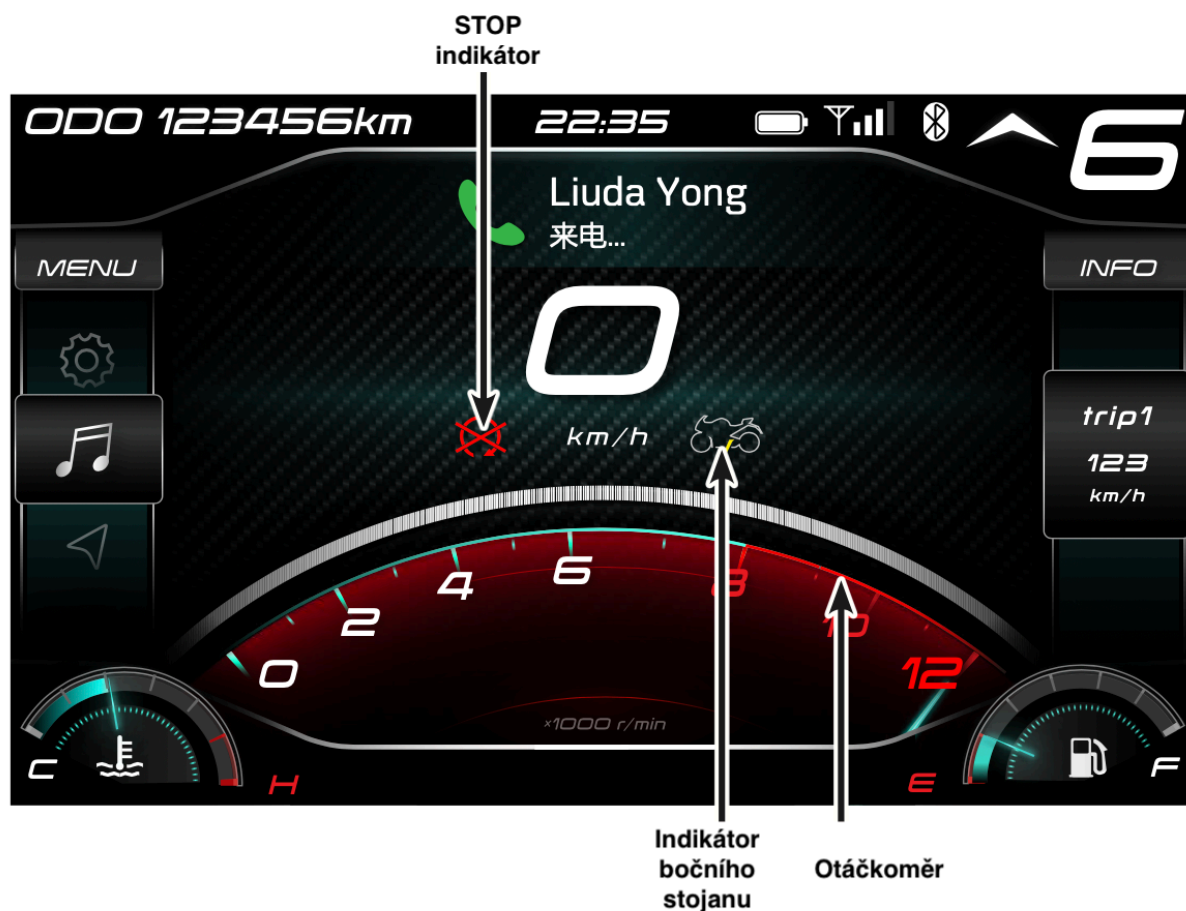 STOP
indikátor
ODO 123456km
22:35
6
Liuda Yong
来电...
MENU
INFO
0
km/h
trip1
123
km/h
0
2
4
6
8
10
12
x1000 r/min
C
H
E
F
Indikátor
bočního
stojanu
Otáčkoměr